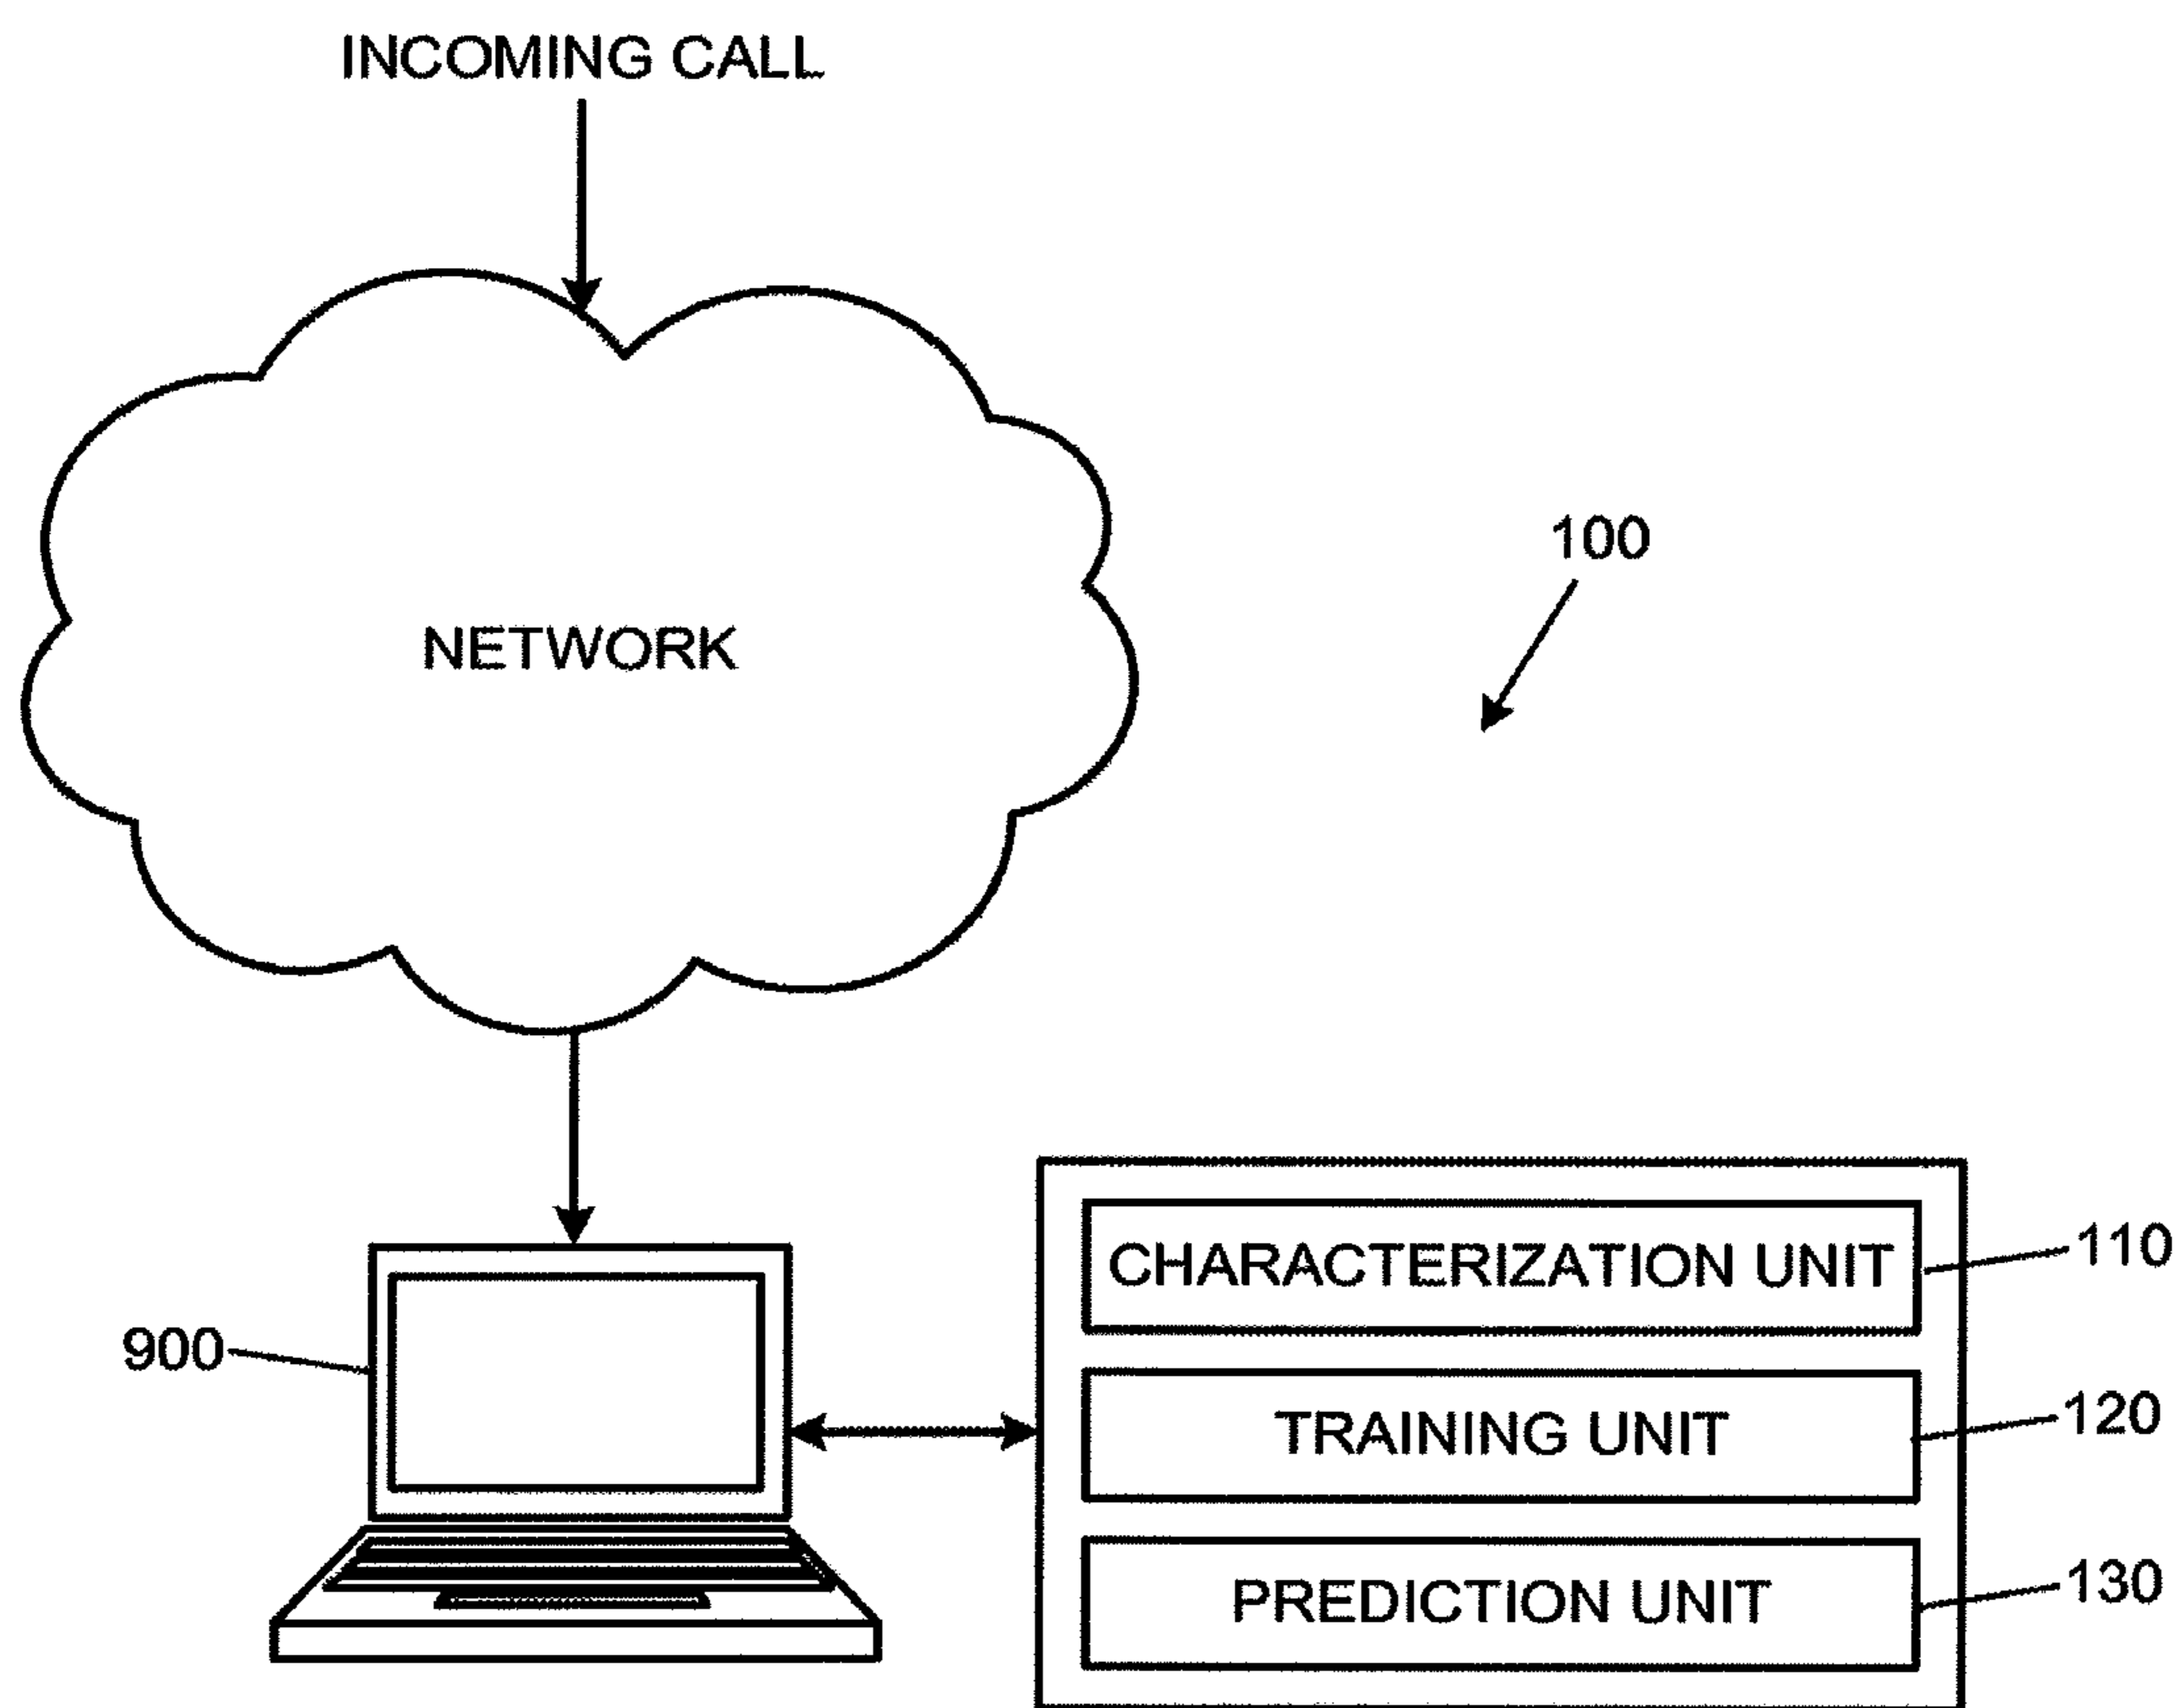 INCOMING CALL
NETWORK
100
CHARACTERIZATION UNIT
110
900
TRAINING UNIT
120
PREDICTION UNIT
130